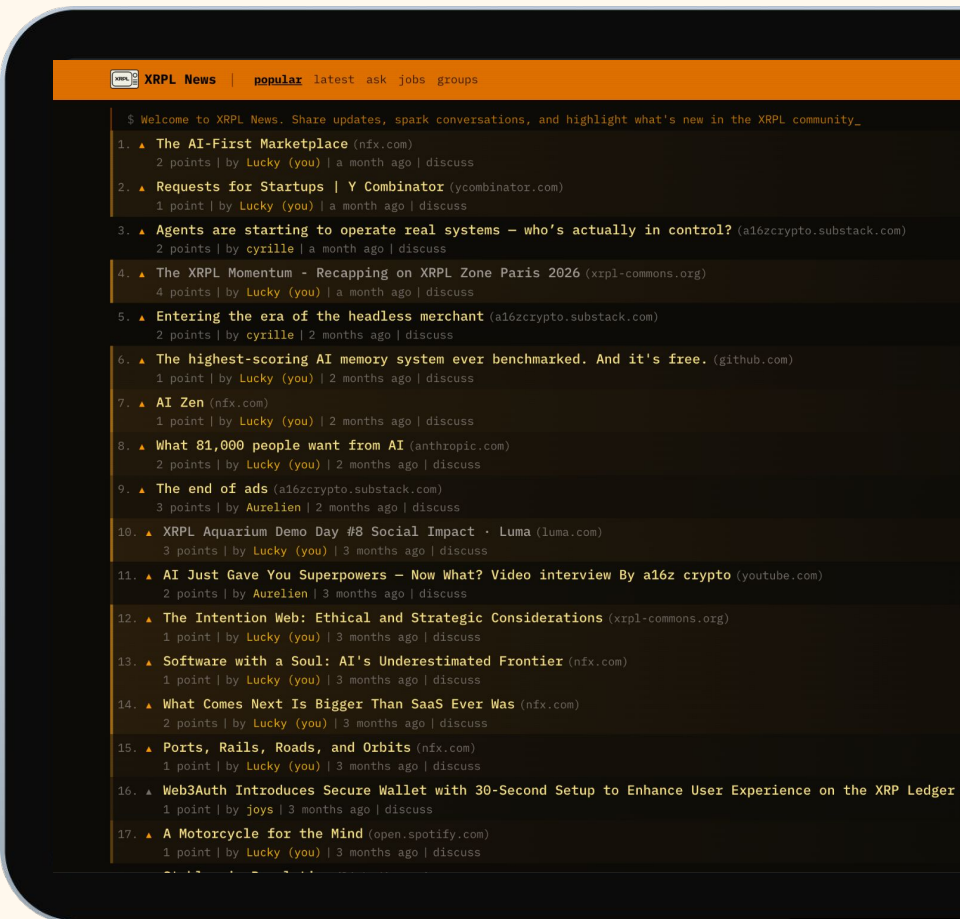 XRPL XRPL News | popular latest ask jobs groups
$ Welcome to XRPL News. Share updates, spark conversations, and highlight what's new in the XRPL community_
1. ▲ The AI-First Marketplace (nfx.com)
2 points | by Lucky (you) | a month ago | discuss
2. ▲ Requests for Startups | Y Combinator (ycombinator.com)
1 point | by Lucky (you) | a month ago | discuss
3. ▲ Agents are starting to operate real systems — who’s actually in control? (a16zcrypto.substack.com)
2 points | by cyrille | a month ago | discuss
4. ▲ The XRPL Momentum - Recapping on XRPL Zone Paris 2026 (xrpl-commons.org)
4 points | by Lucky (you) | a month ago | discuss
5. ▲ Entering the era of the headless merchant (a16zcrypto.substack.com)
2 points | by cyrille | 2 months ago | discuss
6. ▲ The highest-scoring AI memory system ever benchmarked. And it's free. (github.com)
1 point | by Lucky (you) | 2 months ago | discuss
7. ▲ AI Zen (nfx.com)
1 point | by Lucky (you) | 2 months ago | discuss
8. ▲ What 81,000 people want from AI (anthropic.com)
2 points | by Lucky (you) | 2 months ago | discuss
9. ▲ The end of ads (a16zcrypto.substack.com)
3 points | by Aurelien | 2 months ago | discuss
10. ▲ XRPL Aquarium Demo Day #8 Social Impact · Luma (luma.com)
3 points | by Lucky (you) | 3 months ago | discuss
11. ▲ AI Just Gave You Superpowers — Now What? Video interview By a16z crypto (youtube.com)
2 points | by Aurelien | 3 months ago | discuss
12. ▲ The Intention Web: Ethical and Strategic Considerations (xrpl-commons.org)
1 point | by Lucky (you) | 3 months ago | discuss
13. ▲ Software with a Soul: AI's Underestimated Frontier (nfx.com)
1 point | by Lucky (you) | 3 months ago | discuss
14. ▲ What Comes Next Is Bigger Than SaaS Ever Was (nfx.com)
2 points | by Lucky (you) | 3 months ago | discuss
15. ▲ Ports, Rails, Roads, and Orbits (nfx.com)
1 point | by Lucky (you) | 3 months ago | discuss
16. ▲ Web3Auth Introduces Secure Wallet with 30-Second Setup to Enhance User Experience on the XRP Ledger
1 point | by joys | 3 months ago | discuss
17. ▲ A Motorcycle for the Mind (open.spotify.com)
1 point | by Lucky (you) | 3 months ago | discuss